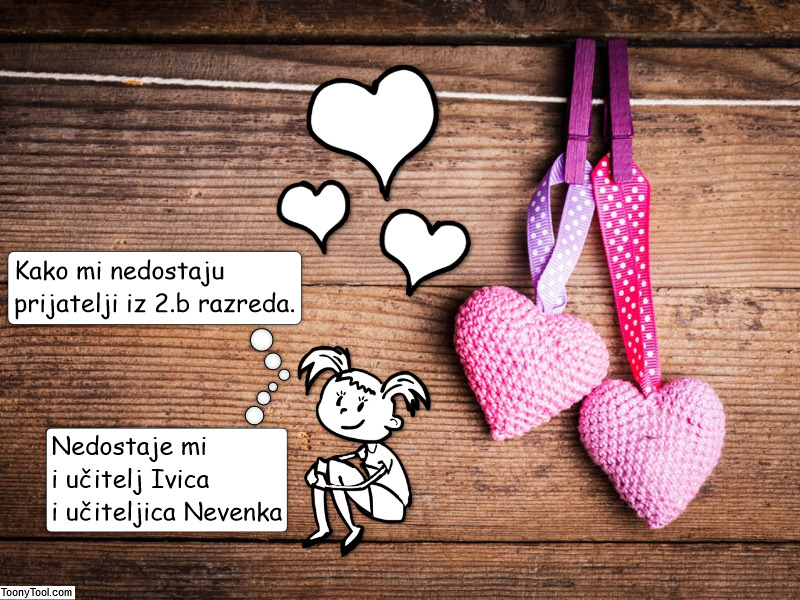 Kako mi nedostaju
prijatelji iz 2.b razreda.
Nedostaje mi
i učitelj Ivica
i učiteljica Nevenka
ToonyTool.com